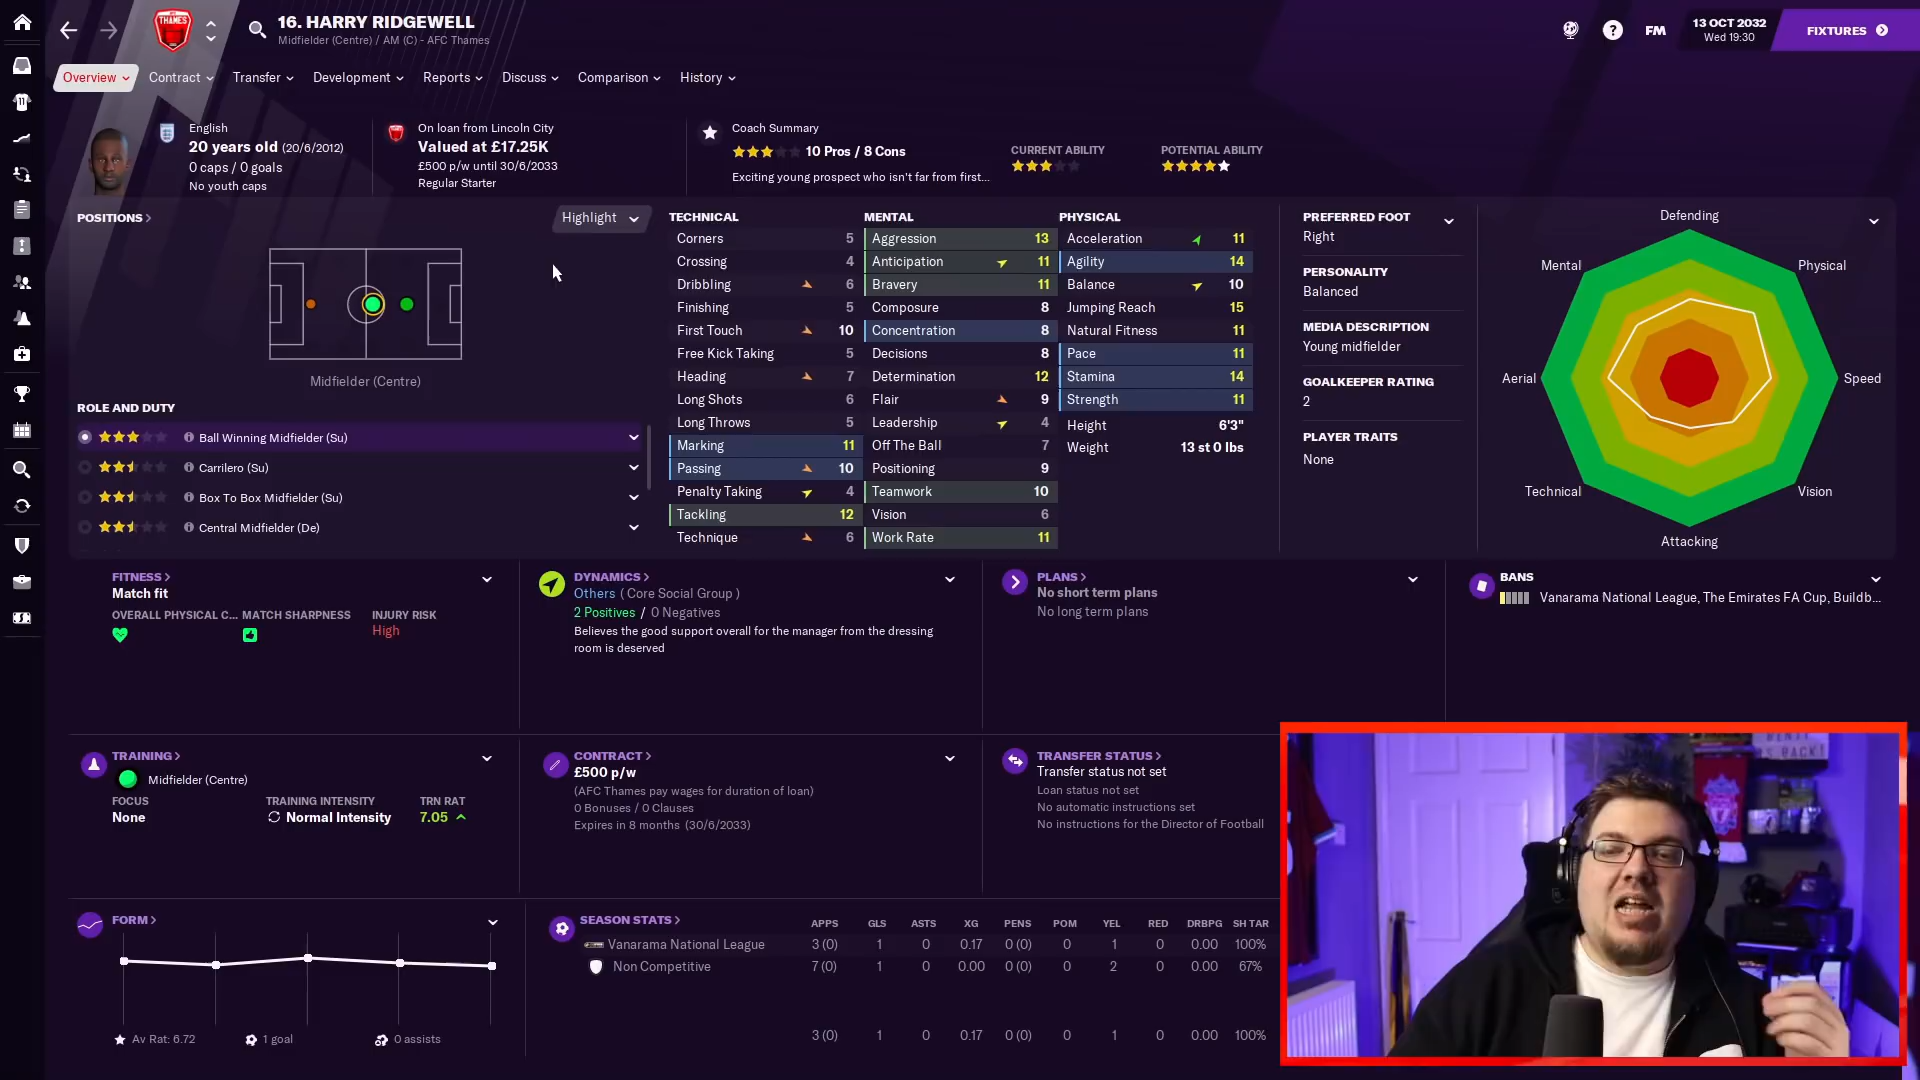 16. HARRY RIDGEWELL
Midfielder (Centre) / AM (C) - AFC Thames
THAMES
FM
13 OCT 2032
Wed 19:30
FIXTURES
Overview
Contract
Transfer
Development
Reports
Discuss
Comparison
History
English
20 years old (20/6/2012)
0 caps / 0 goals
No youth caps
On loan from Lincoln City
Valued at £17.25K
£500 p/w until 30/6/2033
Regular Starter
Coach Summary
10 Pros / 8 Cons
Exciting young prospect who isn't far from first...
CURRENT ABILITY
POTENTIAL ABILITY
POSITIONS
Highlight
Midfielder (Centre)
ROLE AND DUTY
Ball Winning Midfielder (Su)
Carrilero (Su)
Box To Box Midfielder (Su)
Central Midfielder (De)
TECHNICAL
Corners 5
Crossing 4
Dribbling 6
Finishing 5
First Touch 10
Free Kick Taking 5
Heading 7
Long Shots 6
Long Throws 5
Marking 11
Passing 10
Penalty Taking 4
Tackling 12
Technique 6
MENTAL
Aggression 13
Anticipation 11
Bravery 11
Composure 8
Concentration 8
Decisions 8
Determination 12
Flair 9
Leadership 4
Off The Ball 7
Positioning 9
Teamwork 10
Vision 6
Work Rate 11
PHYSICAL
Acceleration 11
Agility 14
Balance 10
Jumping Reach 15
Natural Fitness 11
Pace 11
Stamina 14
Strength 11
Height 6'3"
Weight 13 st 0 lbs
PREFERRED FOOT
Right
PERSONALITY
Balanced
MEDIA DESCRIPTION
Young midfielder
GOALKEEPER RATING
2
PLAYER TRAITS
None
Defending
Mental
Physical
Aerial
Speed
Technical
Vision
Attacking
FITNESS
Match fit
OVERALL PHYSICAL C... MATCH SHARPNESS INJURY RISK
High
DYNAMICS
Others ( Core Social Group )
2 Positives / 0 Negatives
Believes the good support overall for the manager from the dressing
room is deserved
PLANS
No short term plans
No long term plans
BANS
Vanarama National League, The Emirates FA Cup, Buildb...
TRAINING
Midfielder (Centre)
FOCUS TRAINING INTENSITY TRN RAT
None Normal Intensity 7.05
CONTRACT
£500 p/w
(AFC Thames pay wages for duration of loan)
0 Bonuses / 0 Clauses
Expires in 8 months (30/6/2033)
TRANSFER STATUS
Transfer status not set
Loan status not set
No automatic instructions set
No instructions for the Director of Football
FORM
Av Rat: 6.72 1 goal 0 assists
SEASON STATS APPS GLS ASTS XG PENS POM YEL RED DRBPG SH TAR
Vanarama National League 3 (0) 1 0 0.17 0 (0) 0 1 0 0.00 100%
Non Competitive 7 (0) 1 0 0.00 0 (0) 0 2 0 0.00 67%
3 (0) 1 0 0.17 0 (0) 0 1 0 0.00 100%